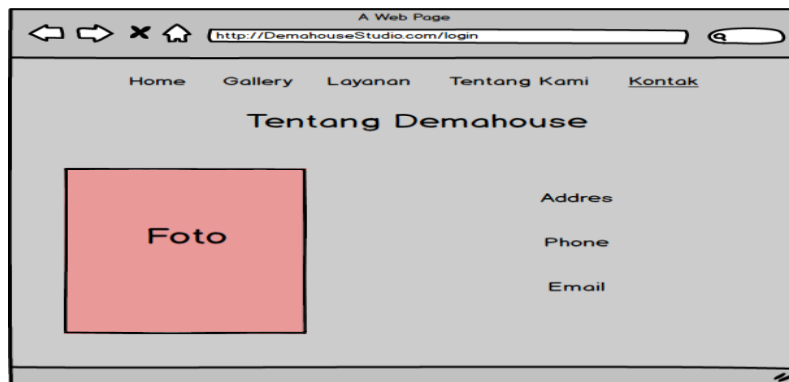 A Web Page
http://DemahouseStudio.com/login
Home Gallery Layanan Tentang Kami Kontak
Tentang Demahouse
Foto
Addres
Phone
Email